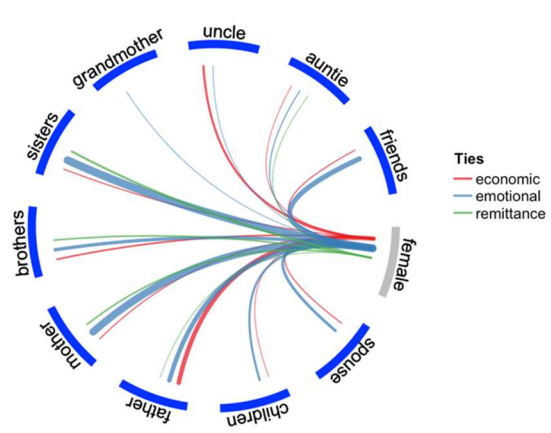 uncle
grandmother
auntie
sisters
friends
brothers
female
mother
spouse
father
children
Ties
economic
emotional
remittance